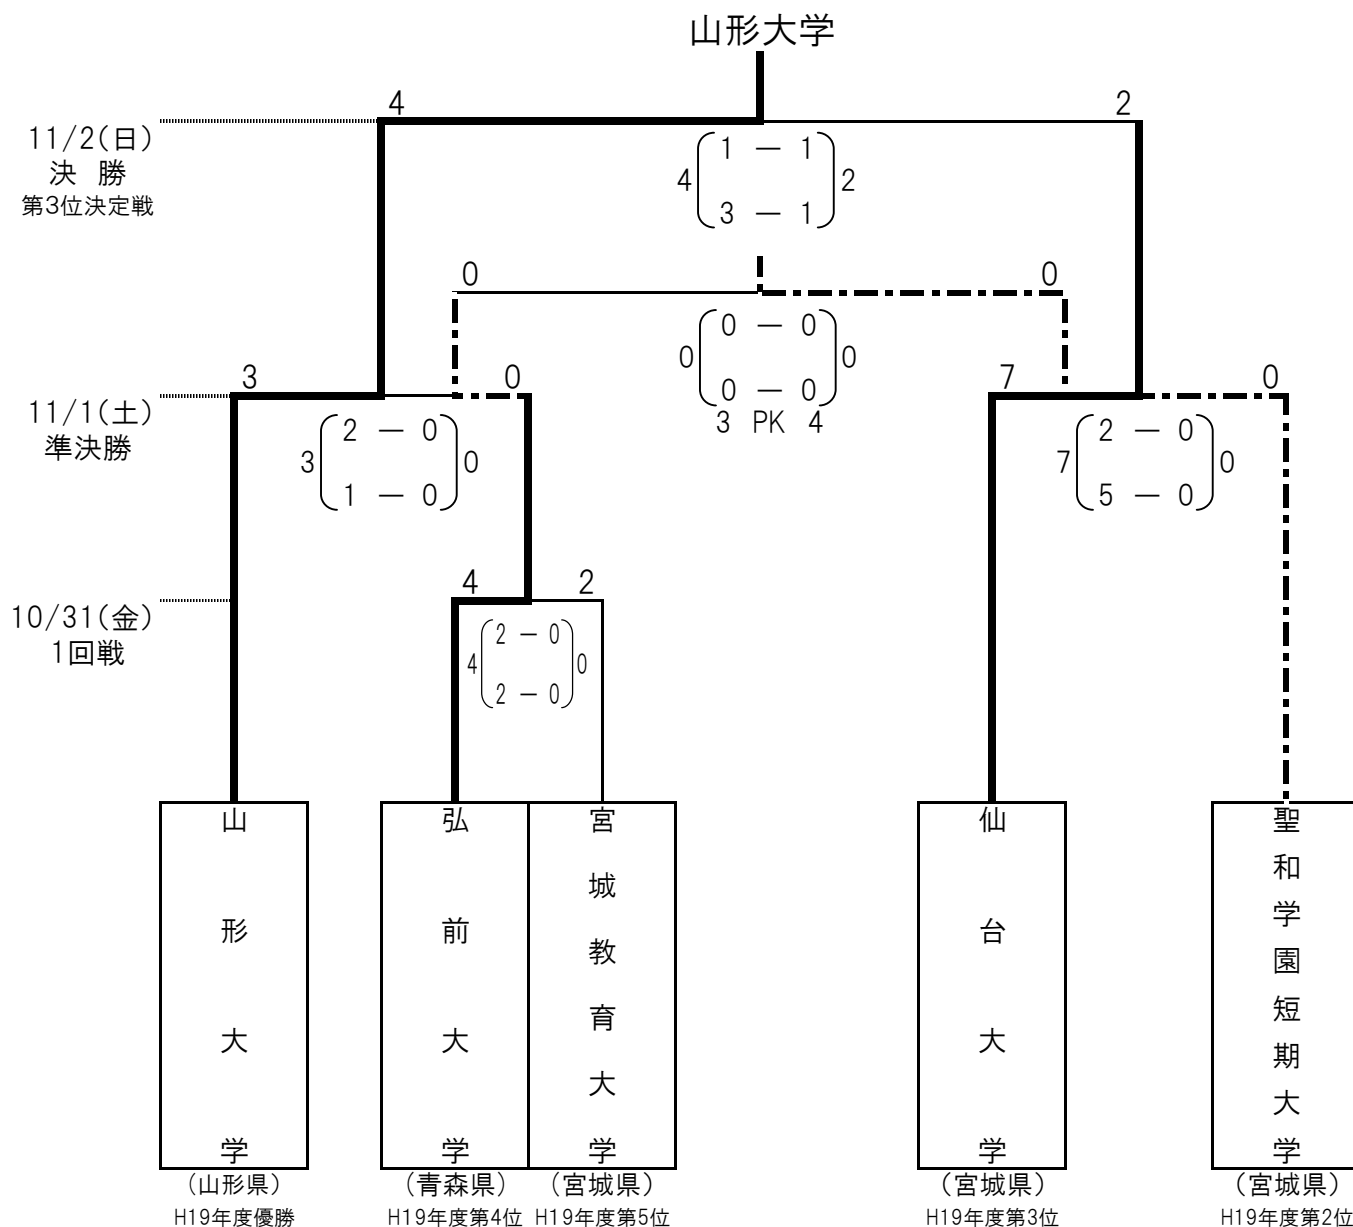 山形大学
4 2
11/2(日)
決 勝
第3位決定戦
1 － 1
4 2
3 － 1
0 0
0 － 0
0 0
0 － 0
3 PK 4
3 0 7 0
11/1(土)
準決勝
2 － 0
3 0
1 － 0
2 － 0
7 0
5 － 0
4 2
10/31(金)
1回戦
2 － 0
4 0
2 － 0
山形大学
弘前大学
宮城教育大学
仙台大学
聖和学園短期大学
(山形県) (青森県) (宮城県) (宮城県) (宮城県)
H19年度優勝 H19年度第4位 H19年度第5位 H19年度第3位 H19年度第2位